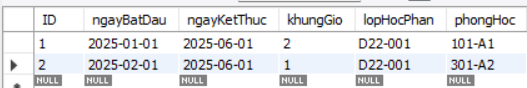 ID ngayBatDau ngayKetThuc khungGio lopHocPhan phongHoc
1 2025-01-01 2025-06-01 2 D22-001 101-A1
2 2025-02-01 2025-06-01 1 D22-001 301-A2
NULL NULL NULL NULL NULL NULL